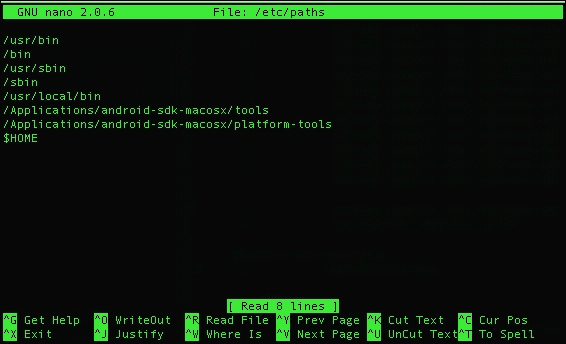 GNU nano 2.0.6 File: /etc/paths
/usr/bin
/bin
/usr/sbin
/sbin
/usr/local/bin
/Applications/android-sdk-macosx/tools
/Applications/android-sdk-macosx/platform-tools
$HOME
[ Read 8 lines ]
^G Get Help ^O WriteOut ^R Read File ^Y Prev Page ^K Cut Text ^C Cur Pos
^X Exit ^J Justify ^W Where Is ^V Next Page ^U UnCut Text ^T To Spell